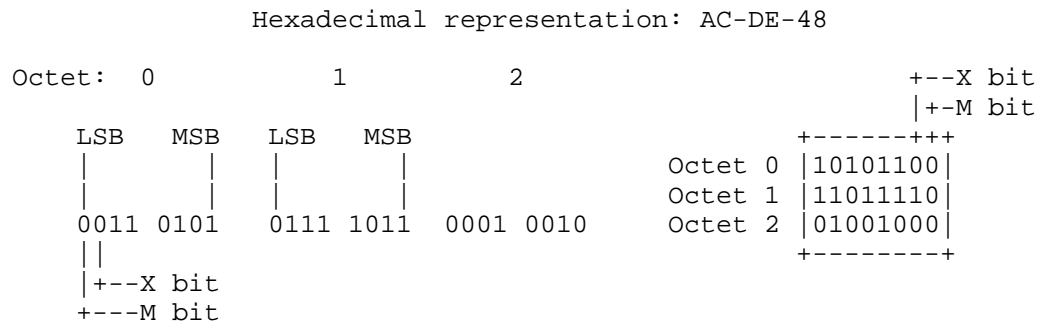 Hexadecimal representation: AC-DE-48

Octet:  0           1           2                        +--X bit
                                                         |+-M bit
    LSB   MSB   LSB   MSB                         +------+++
    |       |   |       |                 Octet 0 |10101100|
    |       |   |       |                 Octet 1 |11011110|
    0011 0101   0111 1011  0001 0010      Octet 2 |01001000|
    ||                                            +--------+
    |+--X bit
    +---M bit